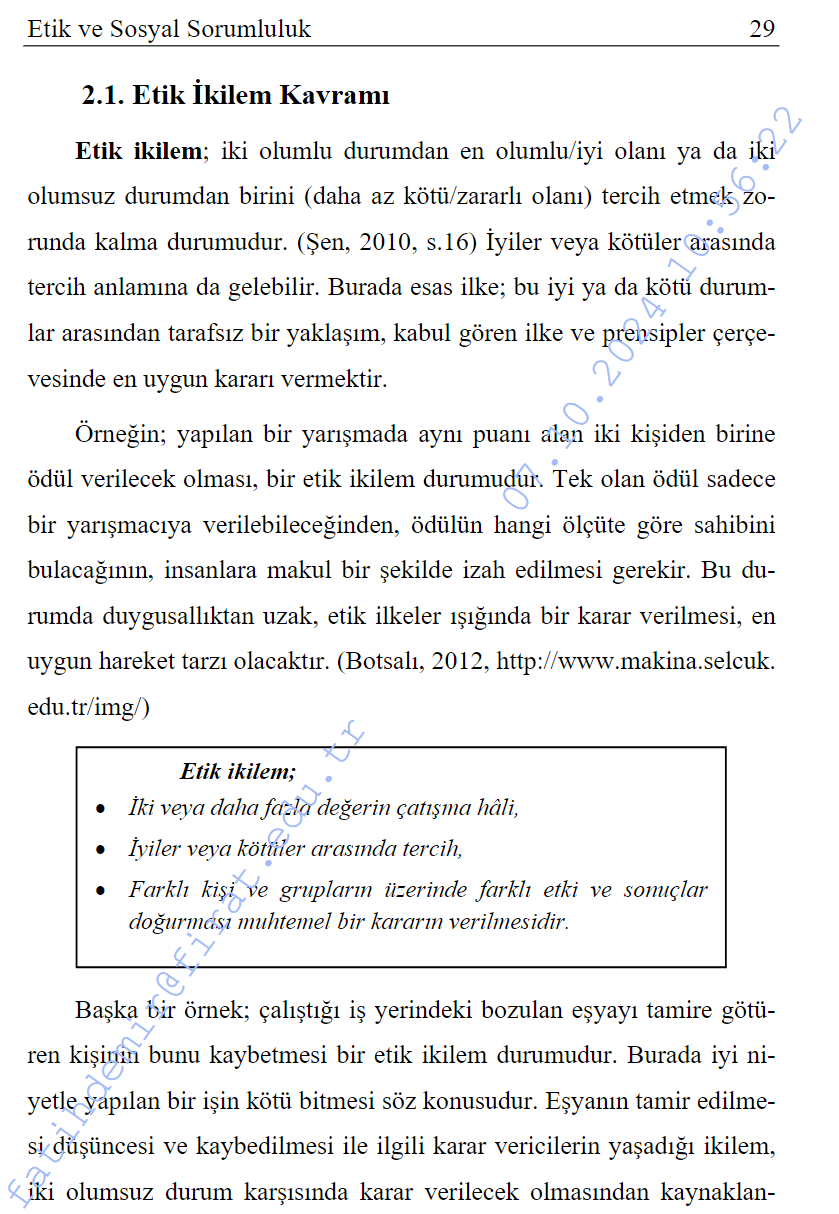 Etik ve Sosyal Sorumluluk 29
2.1. Etik İkilem Kavramı
Etik ikilem; iki olumlu durumdan en olumlu/iyi olanı ya da iki
olumsuz durumdan birini (daha az kötü/zararlı olanı) tercih etmek zo-
runda kalma durumudur. (Şen, 2010, s.16) İyiler veya kötüler arasında
tercih anlamına da gelebilir. Burada esas ilke; bu iyi ya da kötü durum-
lar arasından tarafsız bir yaklaşım, kabul gören ilke ve prensipler çerçe-
vesinde en uygun kararı vermektir.
Örneğin; yapılan bir yarışmada aynı puanı alan iki kişiden birine
ödül verilecek olması, bir etik ikilem durumudur. Tek olan ödül sadece
bir yarışmacıya verilebileceğinden, ödülün hangi ölçüte göre sahibini
bulacağının, insanlara makul bir şekilde izah edilmesi gerekir. Bu du-
rumda duygusallıktan uzak, etik ilkeler ışığında bir karar verilmesi, en
uygun hareket tarzı olacaktır. (Botsalı, 2012, http://www.makina.selcuk.
edu.tr/img/)
Etik ikilem;
• İki veya daha fazla değerin çatışma hâli,
• İyiler veya kötüler arasında tercih,
• Farklı kişi ve grupların üzerinde farklı etki ve sonuçlar
doğurması muhtemel bir kararın verilmesidir.
Başka bir örnek; çalıştığı iş yerindeki bozulan eşyayı tamire götü-
ren kişinin bunu kaybetmesi bir etik ikilem durumudur. Burada iyi ni-
yetle yapılan bir işin kötü bitmesi söz konusudur. Eşyanın tamir edilme-
si düşüncesi ve kaybedilmesi ile ilgili karar vericilerin yaşadığı ikilem,
iki olumsuz durum karşısında karar verilecek olmasından kaynaklan-
fatihdemir@firat.edu.tr 07.10.2024 10:56:22